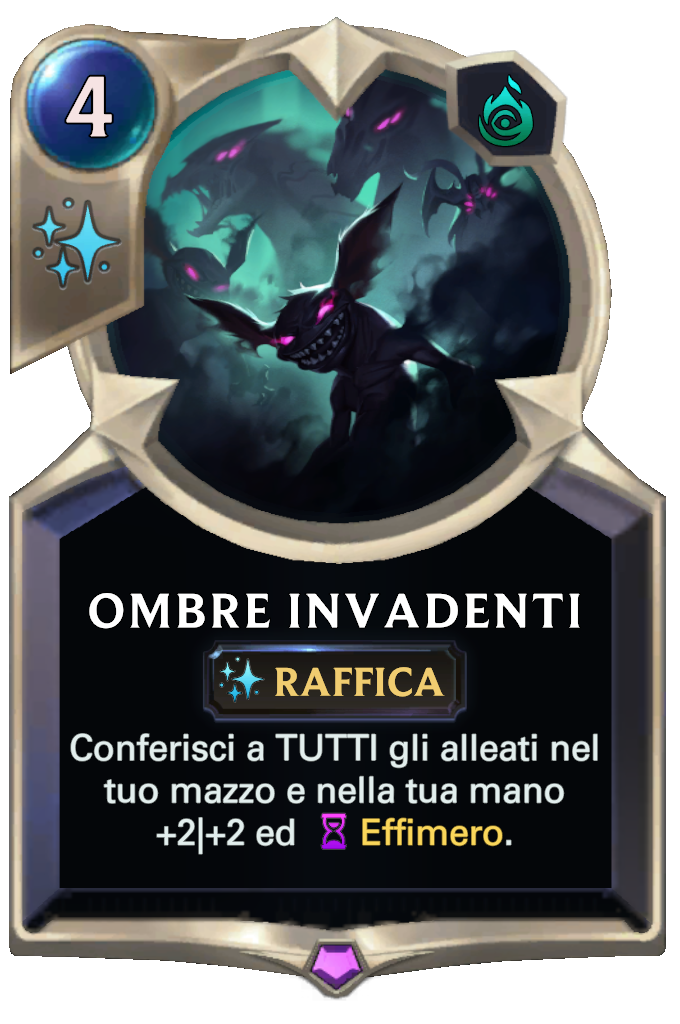 4
OMBRE INVADENTI
RAFFICA
Conferisci a TUTTI gli alleati nel
tuo mazzo e nella tua mano
+2|+2 ed Effimero.